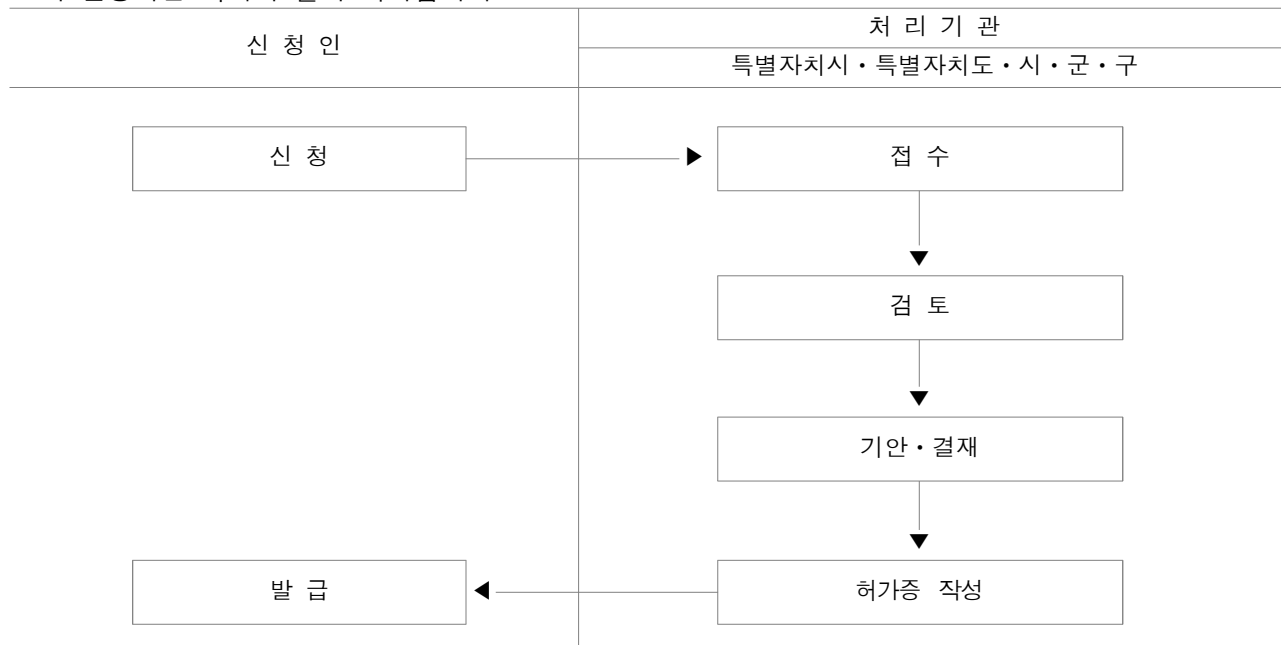 처 리 기 관
신 청 인
특별자치시・특별자치도・시・군・구
신 청
접 수
검 토
기안・결재
발 급
허가증 작성